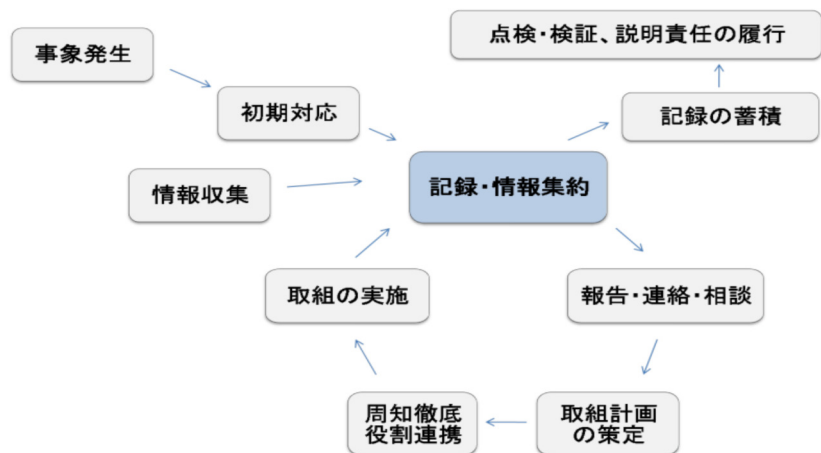 事象発生
点検・検証、説明責任の履行
初期対応
記録の蓄積
情報収集
記録・情報集約
取組の実施
報告・連絡・相談
周知徹底
役割連携
取組計画
の策定